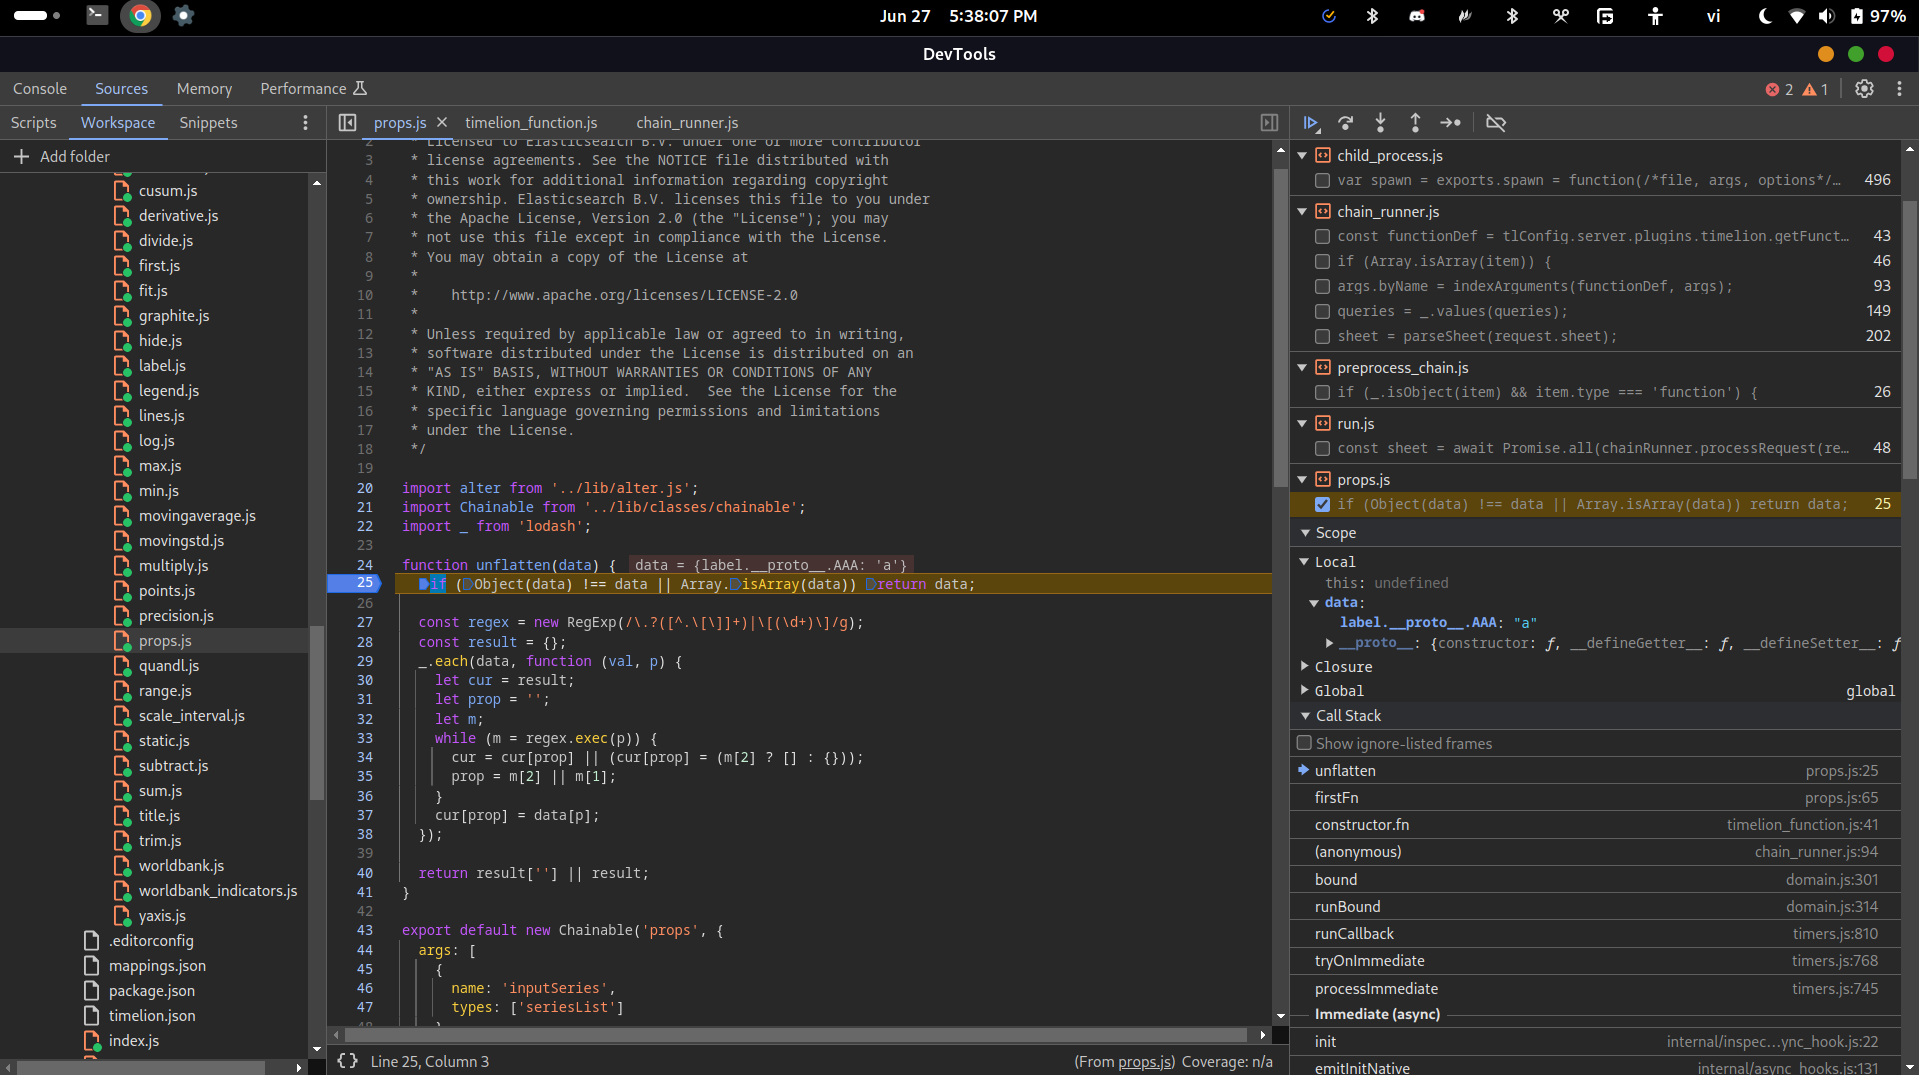 Jun 27 5:38:07 PM
vi
97%
DevTools
Console Sources Memory Performance
2 1
Scripts Workspace Snippets
Add folder
cusum.js
derivative.js
divide.js
first.js
fit.js
graphite.js
hide.js
label.js
legend.js
lines.js
log.js
max.js
min.js
movingaverage.js
movingstd.js
multiply.js
points.js
precision.js
props.js
quandl.js
range.js
scale_interval.js
static.js
subtract.js
sum.js
title.js
trim.js
worldbank.js
worldbank_indicators.js
yaxis.js
.editorconfig
mappings.json
package.json
timelion.json
index.js
props.js timelion_function.js chain_runner.js
2 * Licensed to Elasticsearch B.V. under one or more contributor
3 * license agreements. See the NOTICE file distributed with
4 * this work for additional information regarding copyright
5 * ownership. Elasticsearch B.V. licenses this file to you under
6 * the Apache License, Version 2.0 (the "License"); you may
7 * not use this file except in compliance with the License.
8 * You may obtain a copy of the License at
9 *
10 *    http://www.apache.org/licenses/LICENSE-2.0
11 *
12 * Unless required by applicable law or agreed to in writing,
13 * software distributed under the License is distributed on an
14 * "AS IS" BASIS, WITHOUT WARRANTIES OR CONDITIONS OF ANY
15 * KIND, either express or implied.  See the License for the
16 * specific language governing permissions and limitations
17 * under the License.
18 */
19
20 import alter from '../lib/alter.js';
21 import Chainable from '../lib/classes/chainable';
22 import _ from 'lodash';
23
24 function unflatten(data) { data = {label.__proto__.AAA: 'a'}
25 if (Object(data) !== data || Array.isArray(data)) return data;
26
27 const regex = new RegExp(/\.?([^.\[\]]+)|\[(\d+)\]/g);
28 const result = {};
29 _.each(data, function (val, p) {
30 let cur = result;
31 let prop = '';
32 let m;
33 while (m = regex.exec(p)) {
34 cur = cur[prop] || (cur[prop] = (m[2] ? [] : {}));
35 prop = m[2] || m[1];
36 }
37 cur[prop] = data[p];
38 });
39
40 return result[''] || result;
41 }
42
43 export default new Chainable('props', {
44 args: [
45 {
46 name: 'inputSeries',
47 types: ['seriesList']
48 }
{} Line 25, Column 3 (From props.js) Coverage: n/a
child_process.js
var spawn = exports.spawn = function(/*file, args, options*/… 496
chain_runner.js
const functionDef = tlConfig.server.plugins.timelion.getFunct… 43
if (Array.isArray(item)) { 46
args.byName = indexArguments(functionDef, args); 93
queries = _.values(queries); 149
sheet = parseSheet(request.sheet); 202
preprocess_chain.js
if (_.isObject(item) && item.type === 'function') { 26
run.js
const sheet = await Promise.all(chainRunner.processRequest(re… 48
props.js
if (Object(data) !== data || Array.isArray(data)) return data; 25
Scope
Local
this: undefined
data:
label.__proto__.AAA: "a"
__proto__: {constructor: ƒ, __defineGetter__: ƒ, __defineSetter__: ƒ
Closure
Global global
Call Stack
Show ignore-listed frames
unflatten props.js:25
firstFn props.js:65
constructor.fn timelion_function.js:41
(anonymous) chain_runner.js:94
bound domain.js:301
runBound domain.js:314
runCallback timers.js:810
tryOnImmediate timers.js:768
processImmediate timers.js:745
Immediate (async)
init internal/inspec…ync_hook.js:22
emitInitNative internal/async_hooks.js:131